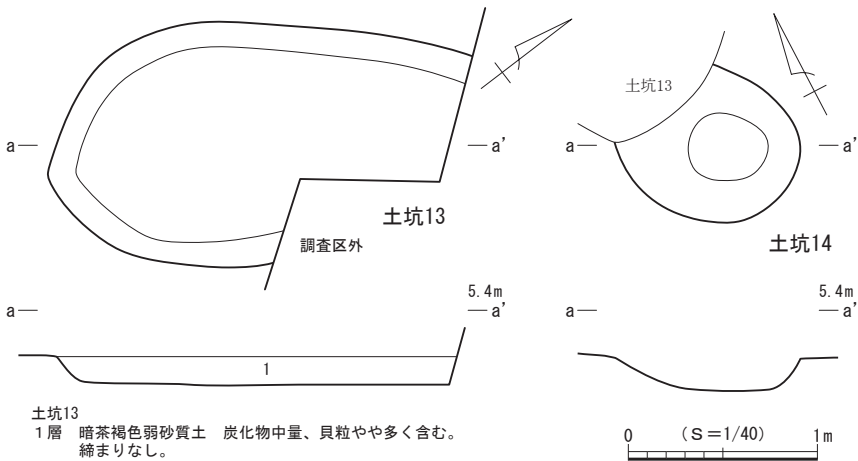 a
a’
土坑13
調査区外
土坑13
a
a’
土坑14
5.4m
a
a’
1
5.4m
a
a’
土坑13
1層　暗茶褐色弱砂質土　炭化物中量、貝粒やや多く含む。
締まりなし。
0　(S＝1/40)　1m